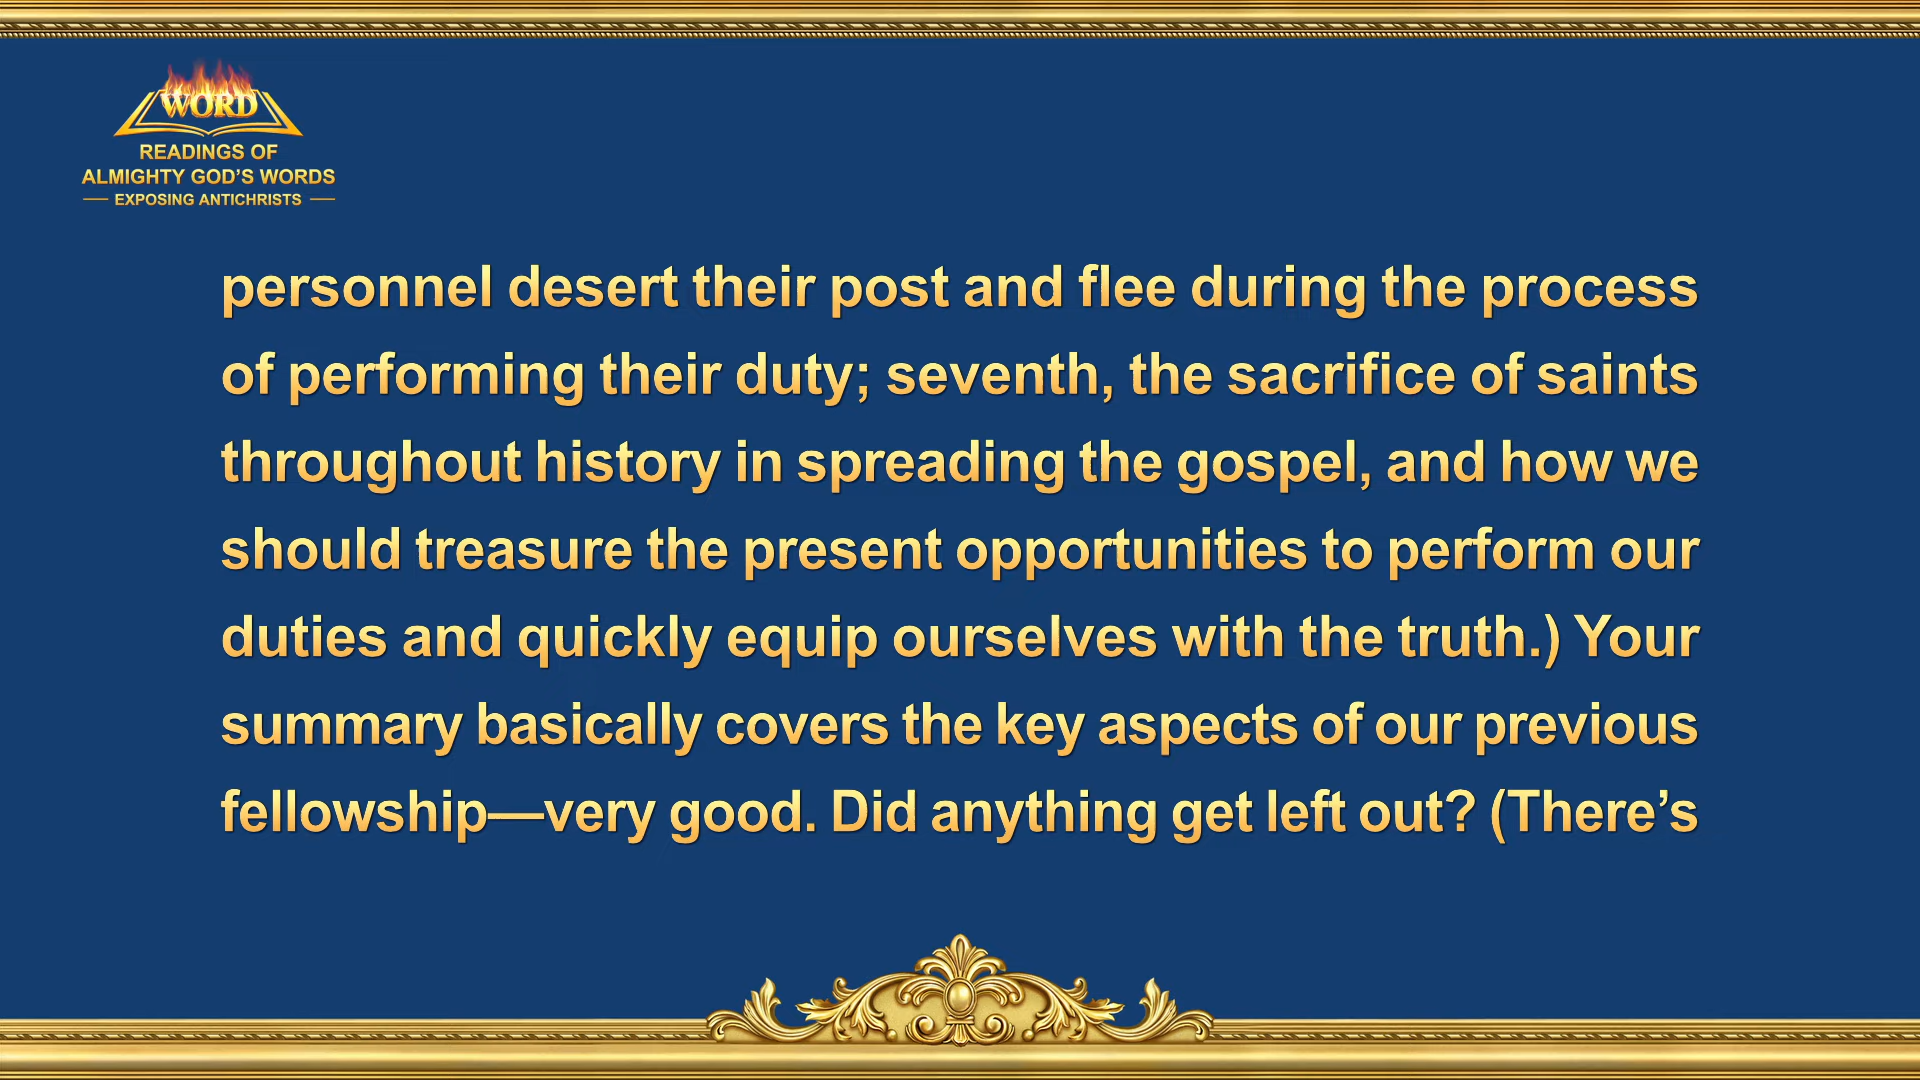 WORD
READINGS OF
ALMIGHTY GOD’S WORDS
EXPOSING ANTICHRISTS
personnel desert their post and flee during the process
of performing their duty; seventh, the sacrifice of saints
throughout history in spreading the gospel, and how we
should treasure the present opportunities to perform our
duties and quickly equip ourselves with the truth.) Your
summary basically covers the key aspects of our previous
fellowship—very good. Did anything get left out? (There’s